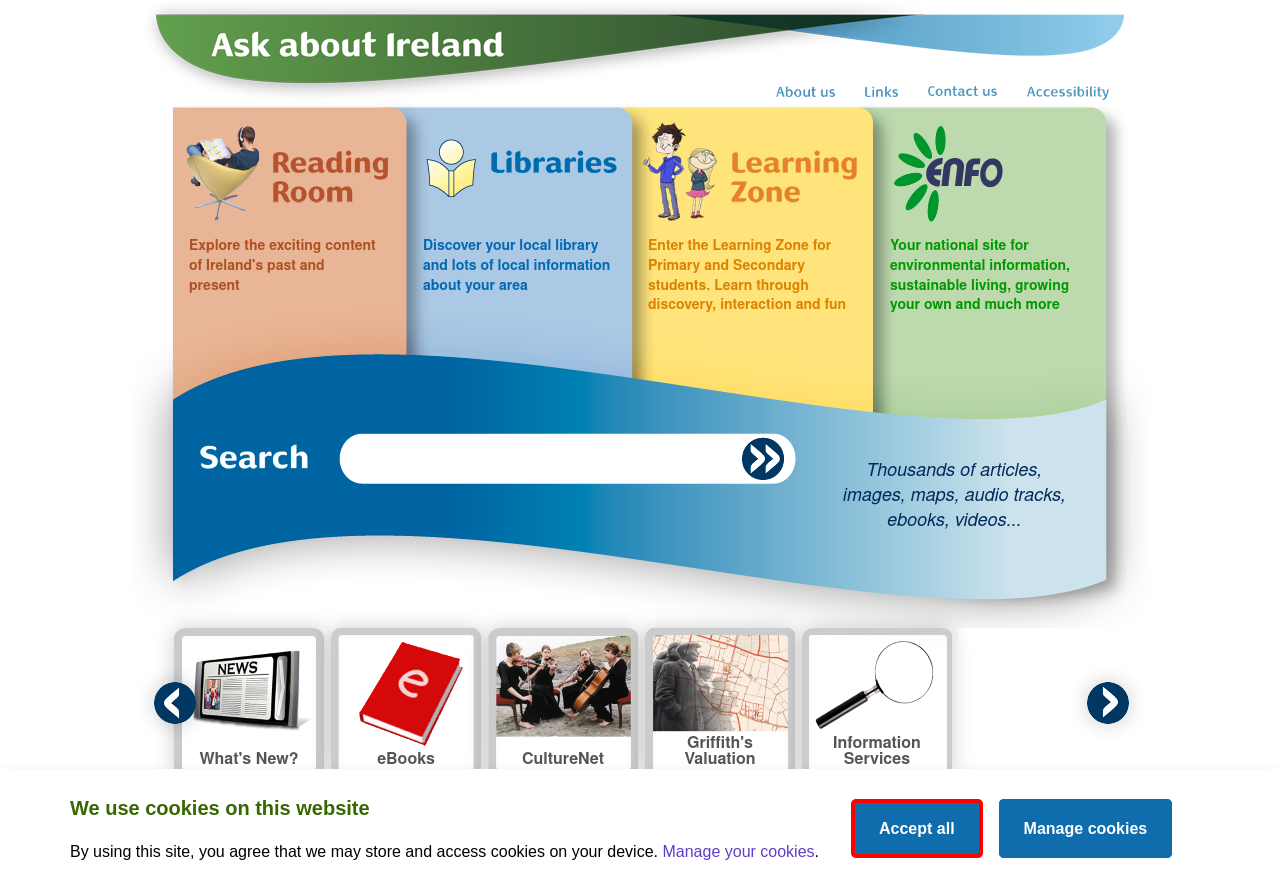 Ask about Ireland
About us
Links
Contact us
Accessibility
Reading
Room
Explore the exciting content
of Ireland's past and
present
Libraries
Discover your local library
and lots of local information
about your area
Learning
Zone
Enter the Learning Zone for
Primary and Secondary
students. Learn through
discovery, interaction and fun
ENFO
Your national site for
environmental information,
sustainable living, growing
your own and much more
Search
Thousands of articles,
images, maps, audio tracks,
ebooks, videos...
NEWS
What's New?
e
eBooks
CultureNet
Griffith's
Valuation
Information
Services
We use cookies on this website
By using this site, you agree that we may store and access cookies on your device. Manage your cookies.
Accept all
Manage cookies